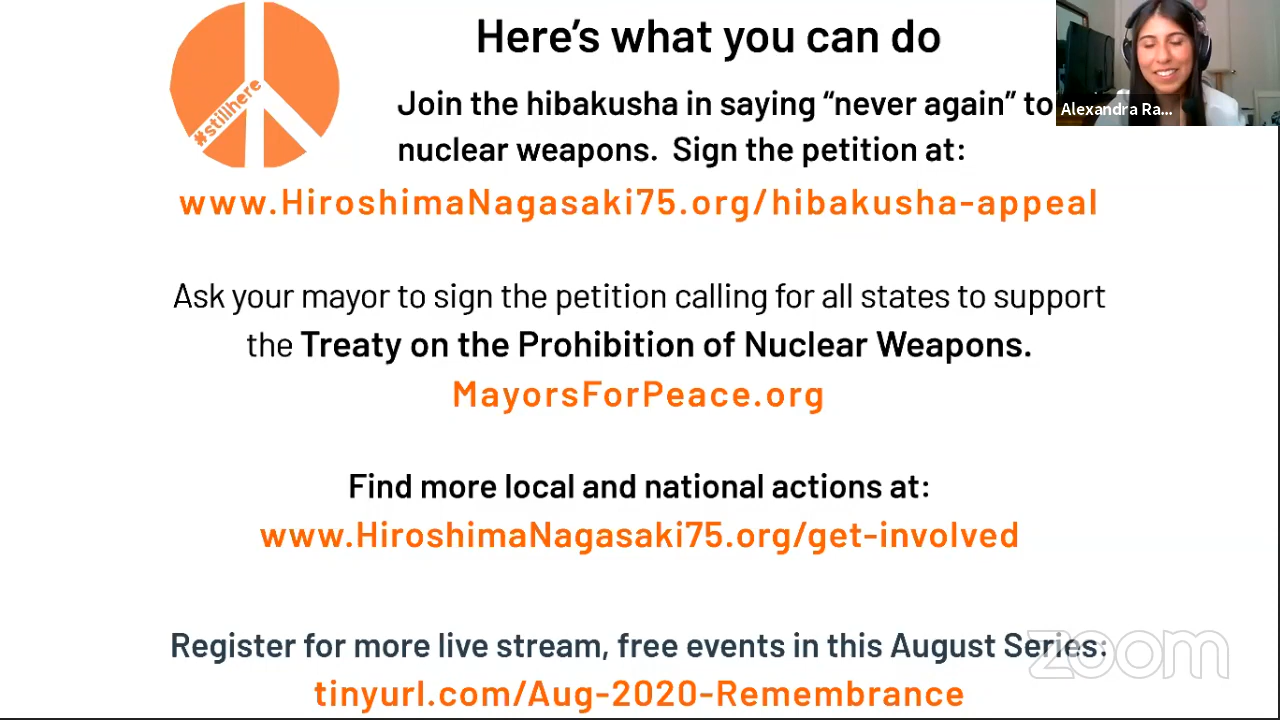 Here's what you can do
#stillhere
Join the hibakusha in saying “never again” to
nuclear weapons. Sign the petition at:
www.HiroshimaNagasaki75.org/hibakusha-appeal
Alexandra Ra...
Ask your mayor to sign the petition calling for all states to support
the Treaty on the Prohibition of Nuclear Weapons.
MayorsForPeace.org
Find more local and national actions at:
www.HiroshimaNagasaki75.org/get-involved
Register for more live stream, free events in this August Series:
zoom
tinyurl.com/Aug-2020-Remembrance